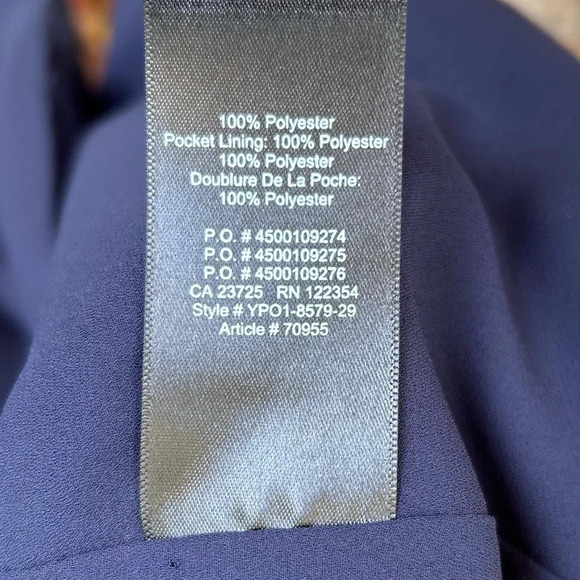 100% Polyester
Pocket Lining: 100% Polyester
100% Polyester
Doublure De La Poche:
100% Polyester
P.O. # 4500109274
P.O. # 4500109275
P.O. # 4500109276
CA 23725 RN 122354
Style # YPO1-8579-29
Article # 70955